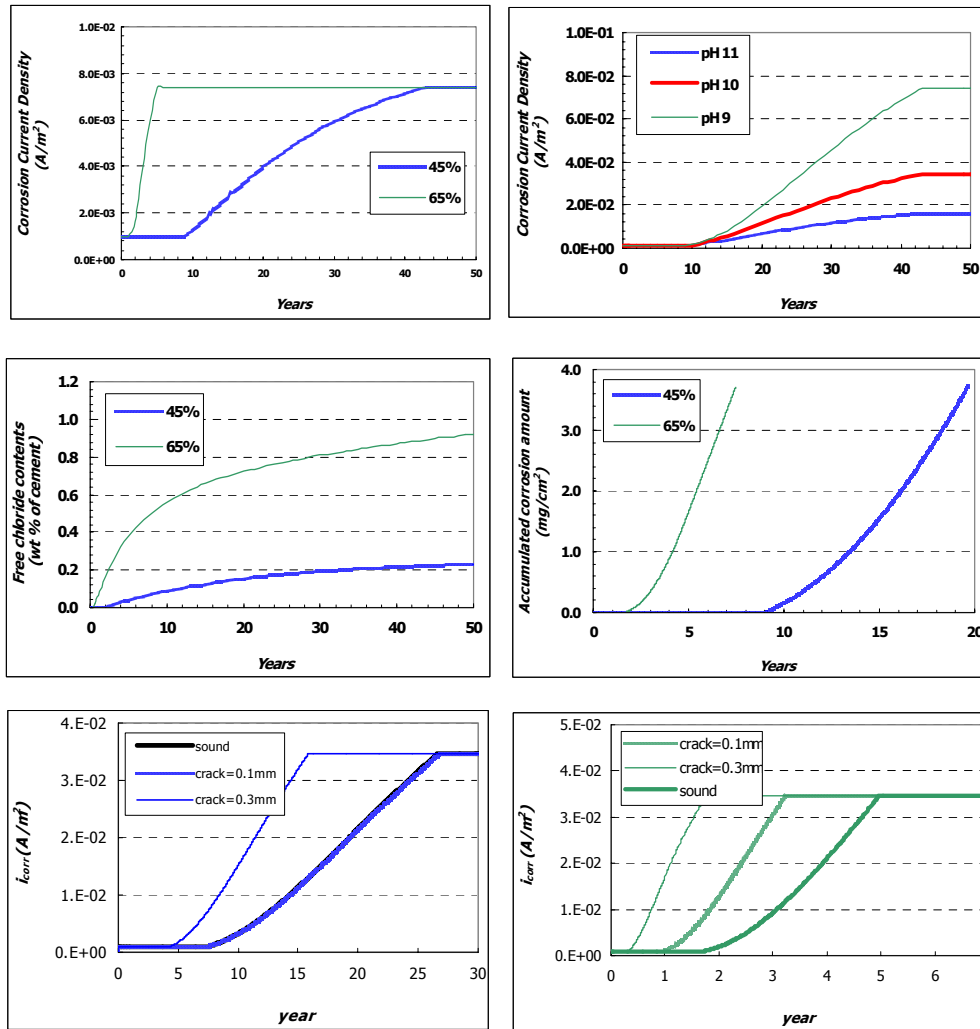 Corrosion Current Density
(A/m²)
1.0E-02
8.0E-03
6.0E-03
4.0E-03
2.0E-03
0.0E+00
45%
65%
0 10 20 30 40 50
Years
Corrosion Current Density
(A/m²)
1.0E-01
8.0E-02
6.0E-02
4.0E-02
2.0E-02
0.0E+00
pH11
pH10
pH9
0 10 20 30 40 50
Years
Free chloride contents
(wt % of cement)
1.2
1.0
0.8
0.6
0.4
0.2
0.0
45%
65%
0 10 20 30 40 50
Years
Accumulated corrosion amount
(mg/cm²)
4.0
3.0
2.0
1.0
0.0
45%
65%
0 5 10 15 20
Years
icorr (A/m²)
4.E-02
3.E-02
2.E-02
1.E-02
0.E+00
sound
crack=0.1mm
crack=0.3mm
0 5 10 15 20 25 30
year
icorr (A/m²)
5.E-02
4.E-02
3.E-02
2.E-02
1.E-02
0.E+00
crack=0.1mm
crack=0.3mm
sound
0 1 2 3 4 5 6
year